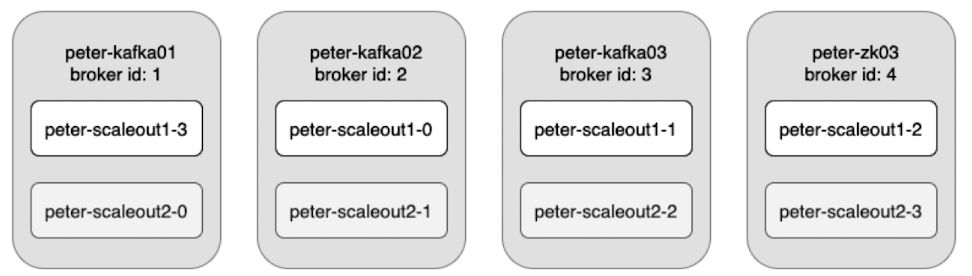 peter-kafka01
broker id: 1
peter-scaleout1-3
peter-scaleout2-0
peter-kafka02
broker id: 2
peter-scaleout1-0
peter-scaleout2-1
peter-kafka03
broker id: 3
peter-scaleout1-1
peter-scaleout2-2
peter-zk03
broker id: 4
peter-scaleout1-2
peter-scaleout2-3